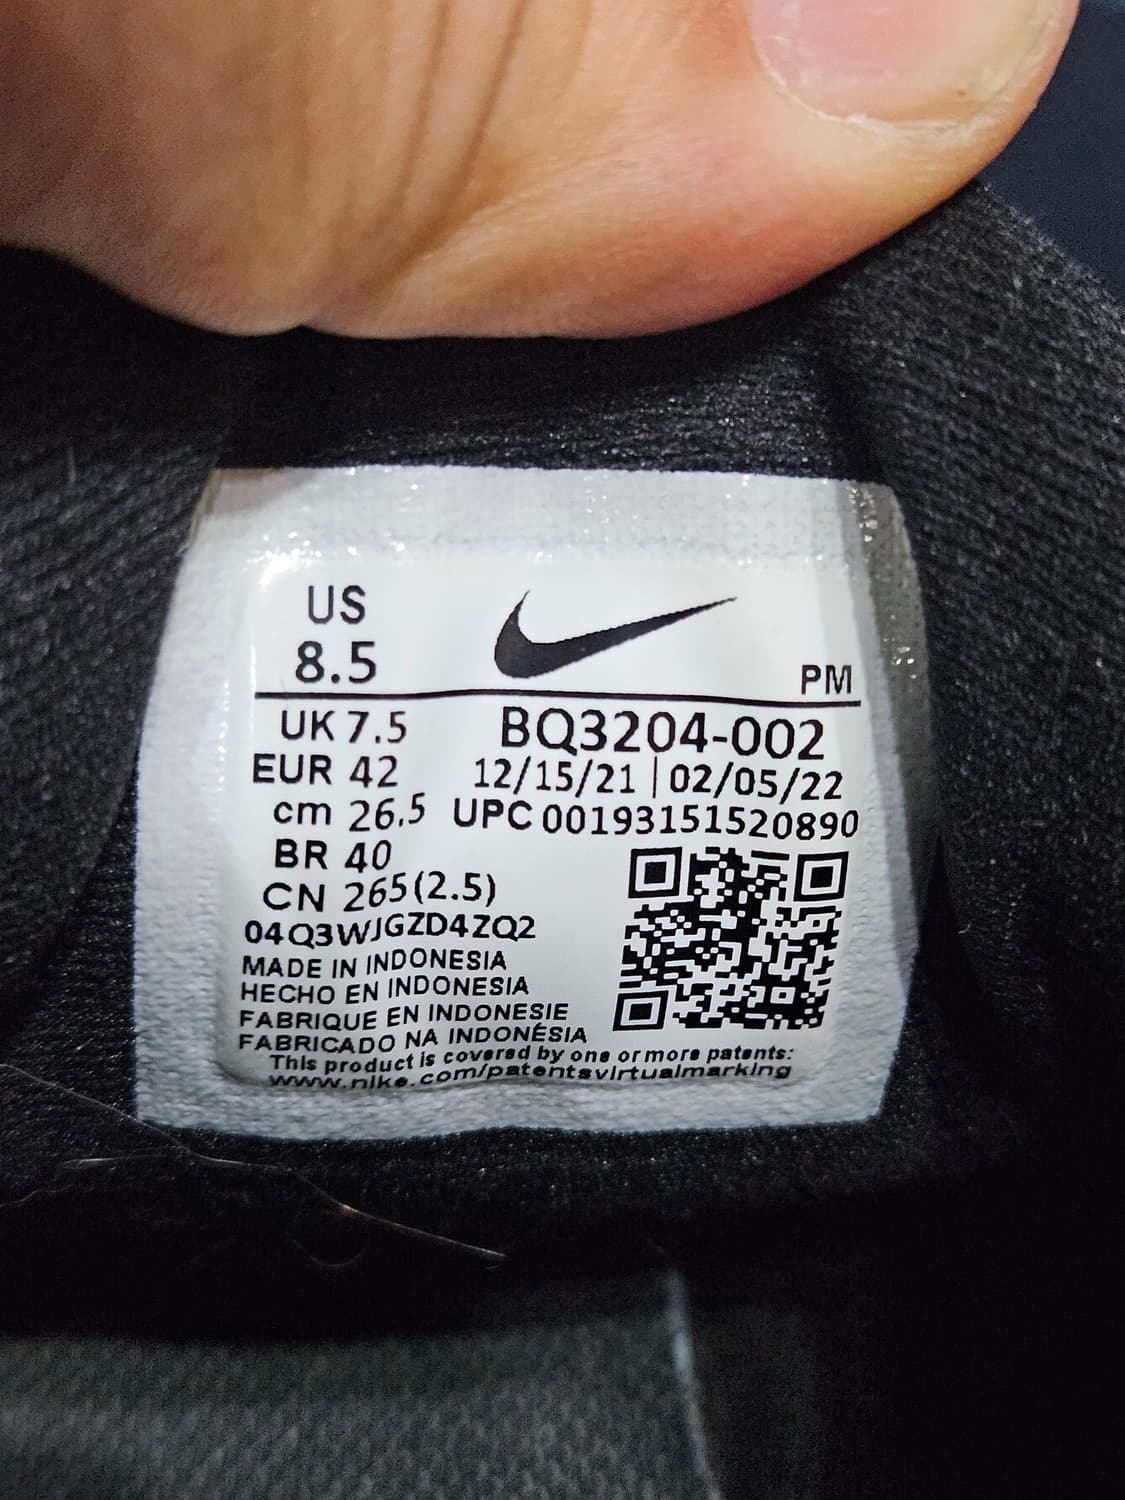 US
8.5
PM
UK 7.5
BQ3204-002
EUR 42
12/15/21 | 02/05/22
cm 26.5
UPC 00193151520890
BR 40
CN 265(2.5)
04Q3WJGZD4ZQ2
MADE IN INDONESIA
HECHO EN INDONESIA
FABRIQUE EN INDONESIE
FABRICADO NA INDONÉSIA
This product is covered by one or more patents:
www.nike.com/patentsvirtualmarking